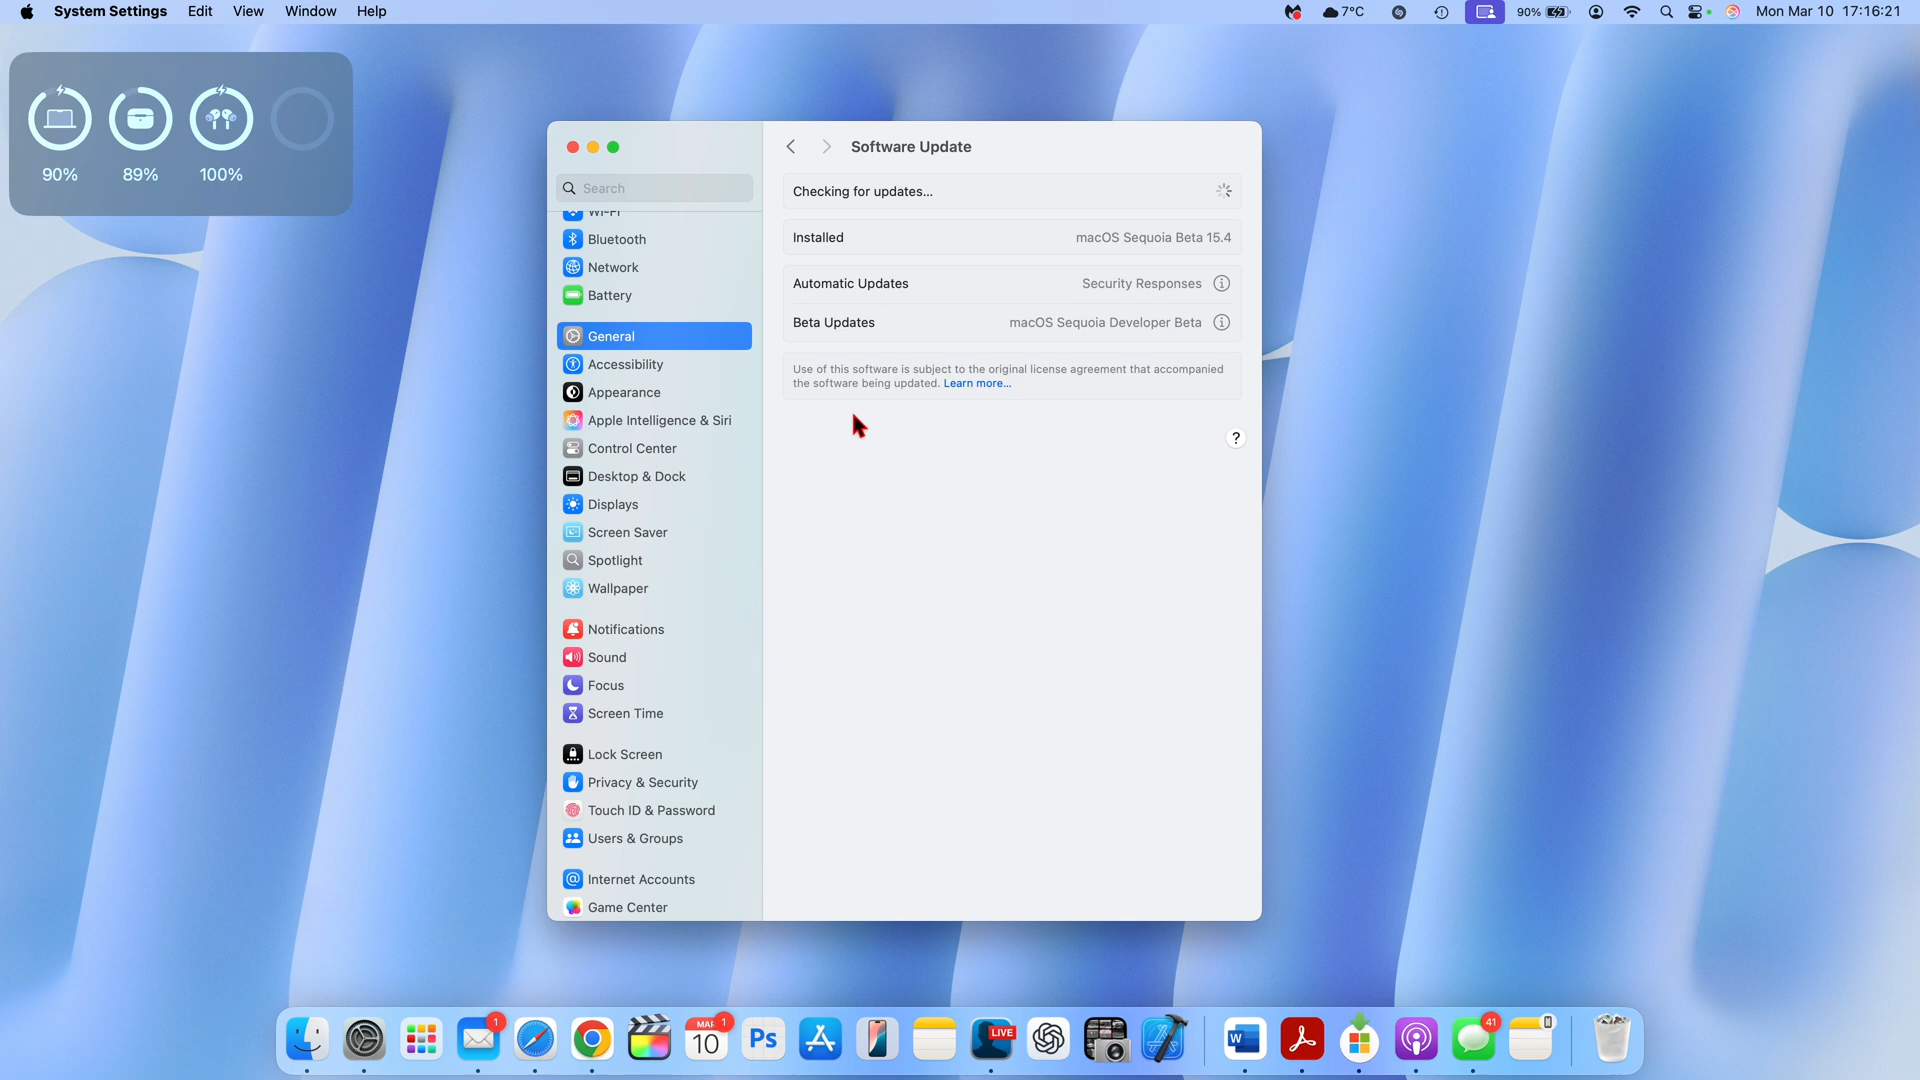 System Settings Edit View Window Help
7°C 90% Mon Mar 10 17:16:21
90% 89% 100%
Software Update
Search
Checking for updates...
Wi-Fi
Installed macOS Sequoia Beta 15.4
Bluetooth
Network
Battery
Automatic Updates Security Responses
Beta Updates macOS Sequoia Developer Beta
General
Accessibility
Appearance
Apple Intelligence & Siri
Control Center
Desktop & Dock
Displays
Screen Saver
Spotlight
Wallpaper
Notifications
Sound
Focus
Screen Time
Lock Screen
Privacy & Security
Touch ID & Password
Users & Groups
Internet Accounts
Game Center
Use of this software is subject to the original license agreement that accompanied
the software being updated. Learn more...
?
1
MAR 1
10
Ps
LIVE
W
41